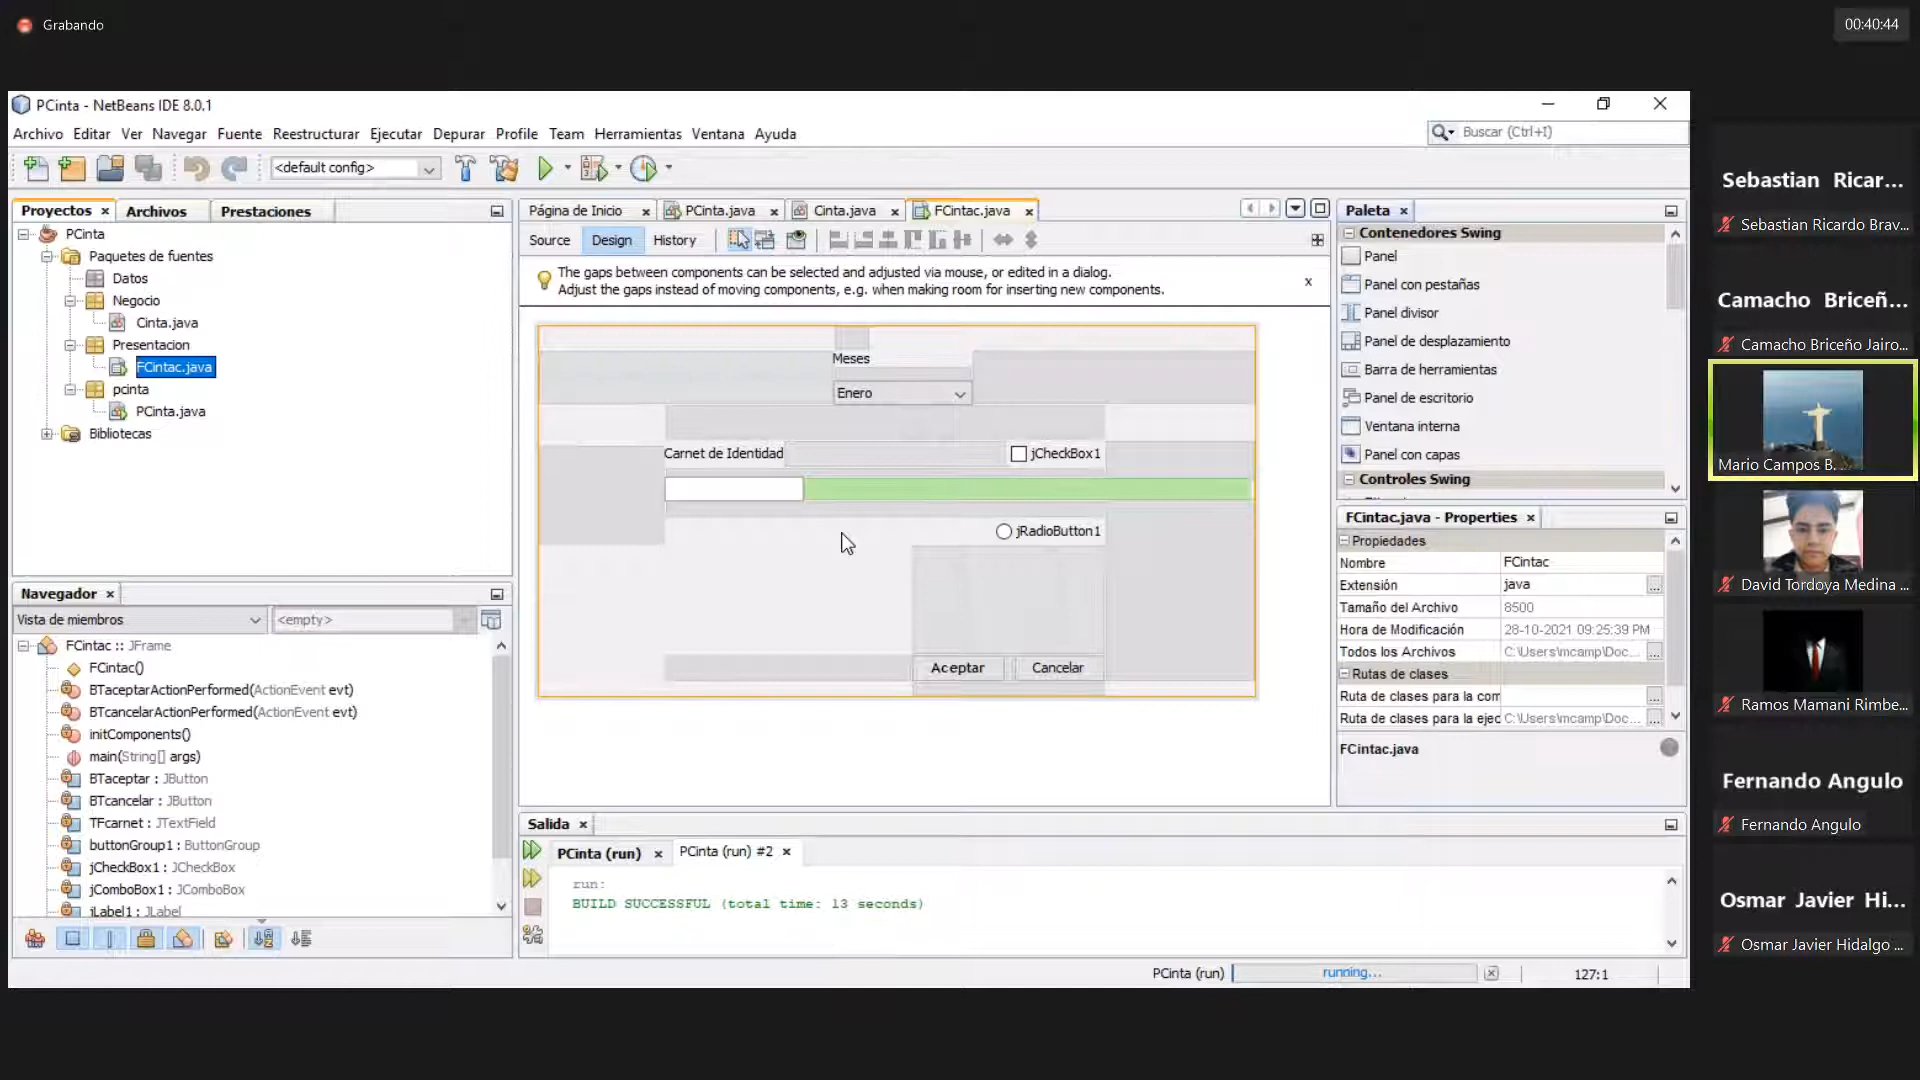 Grabando
00:40:44
PCinta - NetBeans IDE 8.0.1
Archivo Editar Ver Navegar Fuente Reestructurar Ejecutar Depurar Profile Team Herramientas Ventana Ayuda
Buscar (Ctrl+I)
<default config>
Proyectos
Archivos
Prestaciones
PCinta
Paquetes de fuentes
Datos
Negocio
Cinta.java
Presentacion
FCintac.java
pcinta
PCinta.java
Bibliotecas
Navegador
Vista de miembros
<empty>
FCintac :: JFrame
FCintac()
BTaceptarActionPerformed(ActionEvent evt)
BTcancelarActionPerformed(ActionEvent evt)
initComponents()
main(String[] args)
BTaceptar : JButton
BTcancelar : JButton
TFcarnet : JTextField
buttonGroup1 : ButtonGroup
jCheckBox1 : JCheckBox
jComboBox1 : JComboBox
jLabel1 : JLabel
Página de Inicio
PCinta.java
Cinta.java
FCintac.java
Source Design History
The gaps between components can be selected and adjusted via mouse, or edited in a dialog.
Adjust the gaps instead of moving components, e.g. when making room for inserting new components.
Meses
Enero
Carnet de Identidad
jCheckBox1
jRadioButton1
Aceptar
Cancelar
Salida
PCinta (run)
PCinta (run) #2
run:
BUILD SUCCESSFUL (total time: 13 seconds)
PCinta (run)
running...
127:1
Paleta
Contenedores Swing
Panel
Panel con pestañas
Panel divisor
Panel de desplazamiento
Barra de herramientas
Panel de escritorio
Ventana interna
Panel con capas
Controles Swing
FCintac.java - Properties
Propiedades
Nombre FCintac
Extensión java
Tamaño del Archivo 8500
Hora de Modificación 28-10-2021 09:25:39 PM
Todos los Archivos C:\Users\mcamp\Doc...
Rutas de clases
Ruta de clases para la com
Ruta de clases para la ejec C:\Users\mcamp\Doc...
FCintac.java
Sebastian Ricar...
Sebastian Ricardo Brav...
Camacho Briceñ...
Camacho Briceño Jairo...
Mario Campos B. ...
David Tordoya Medina ...
Ramos Mamani Rimbe...
Fernando Angulo
Fernando Angulo
Osmar Javier Hi...
Osmar Javier Hidalgo ...